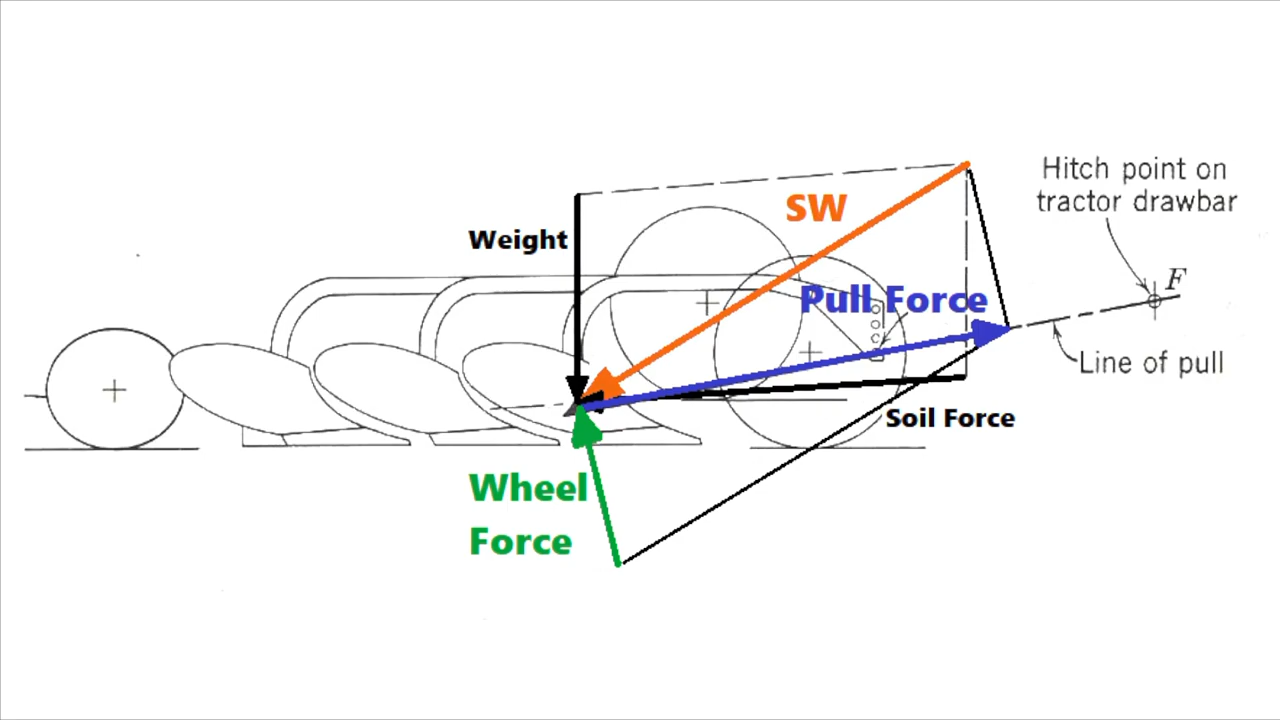 Hitch point on
tractor drawbar
SW
Weight
F
Pull Force
Line of pull
Soil Force
Wheel
Force